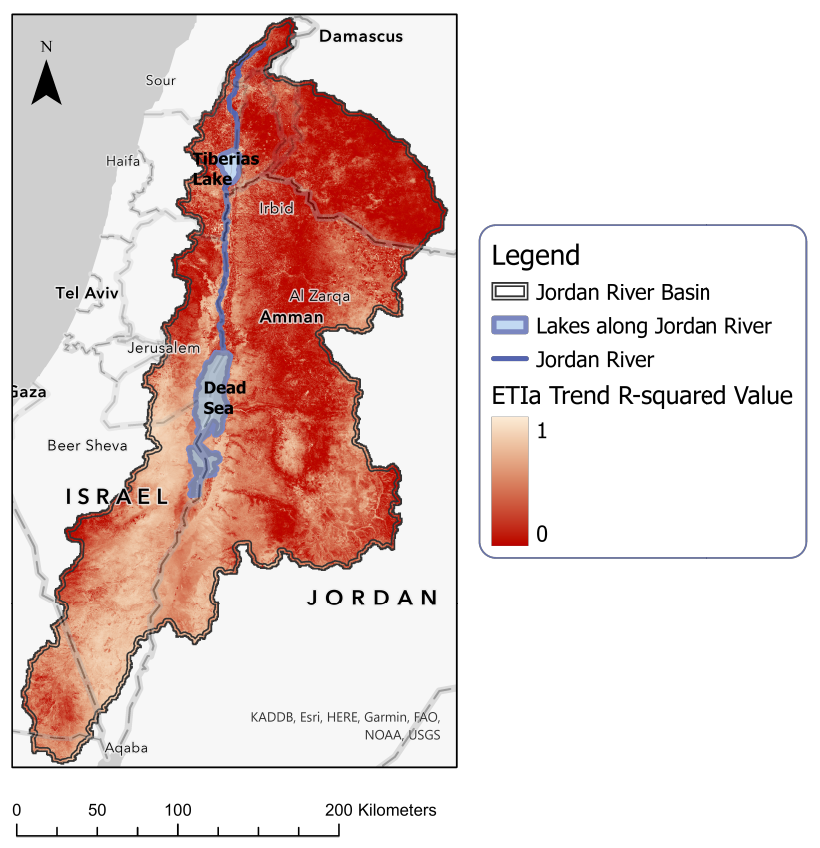 N
Damascus
Sour
Haifa
Tiberias
Lake
Irbid
Tel Aviv
Al Zarqa
Amman
Jerusalem
Gaza
Dead
Sea
Beer Sheva
ISRAEL
JORDAN
KADDB, Esri, HERE, Garmin, FAO,
NOAA, USGS
Aqaba
0 50 100 200 Kilometers
Legend
Jordan River Basin
Lakes along Jordan River
Jordan River
ETIa Trend R-squared Value
1
0